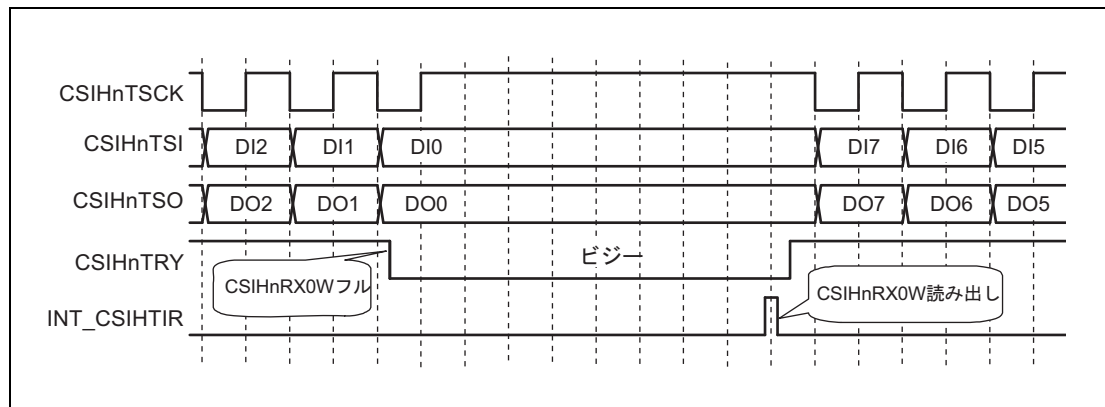 CSIHnTSCK
CSIHnTSI DI2 DI1 DI0 DI7 DI6 DI5
CSIHnTSO DO2 DO1 DO0 DO7 DO6 DO5
CSIHnTRY ビジー
CSIHnRX0Wフル CSIHnRX0W読み出し
INT_CSIHTIR